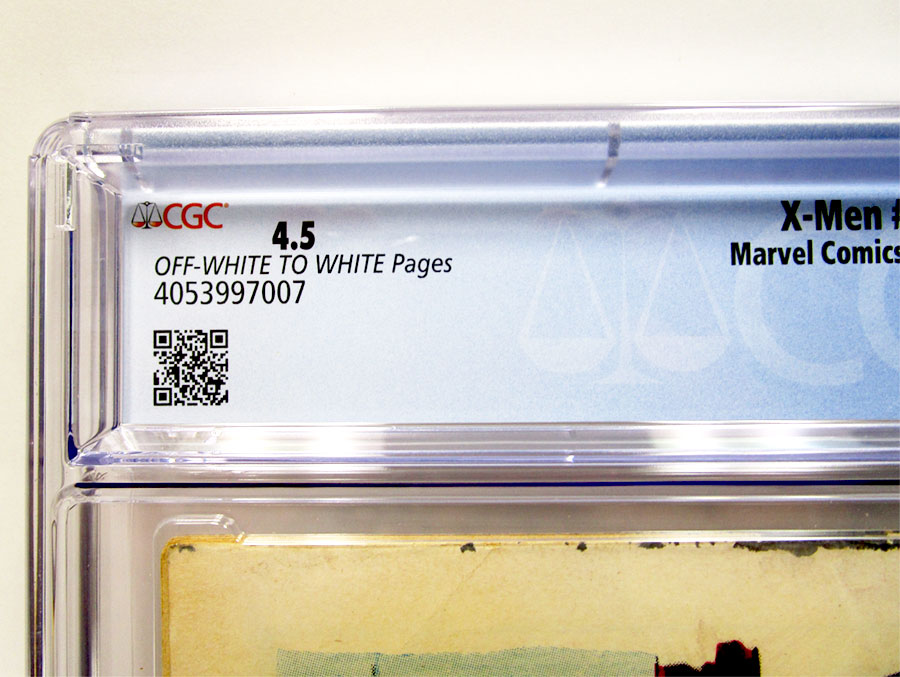 CGC
4.5
OFF-WHITE TO WHITE Pages
4053997007
X-Men #
Marvel Comics